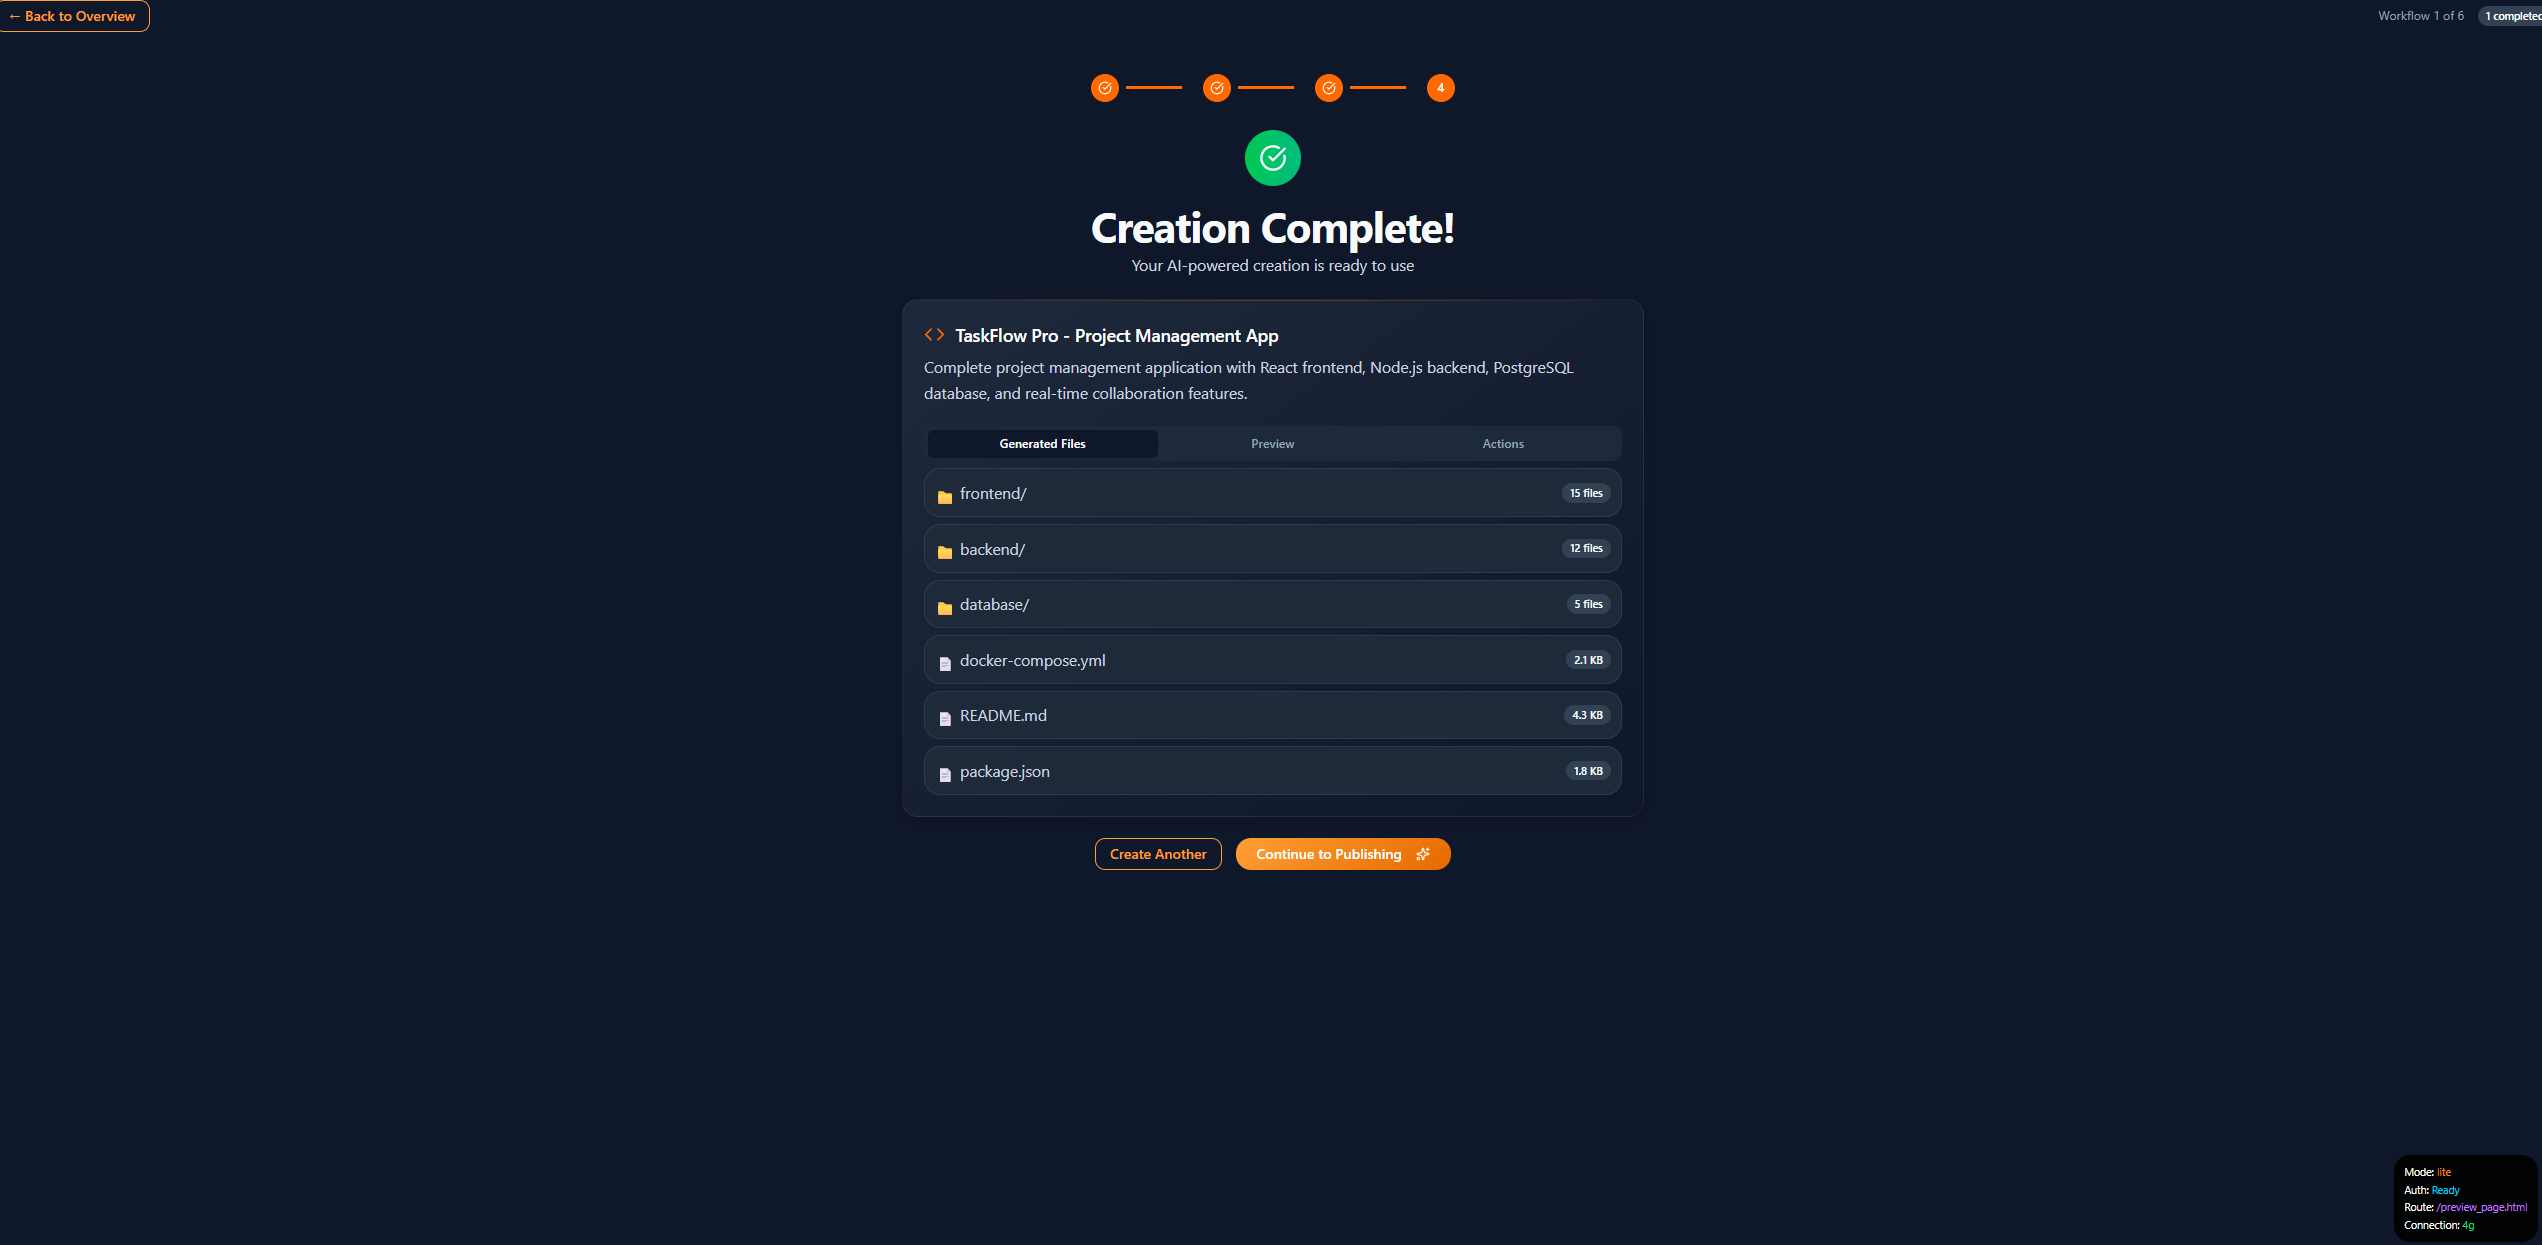 ← Back to Overview
Workflow 1 of 6
1 completed
4
Creation Complete!
Your AI-powered creation is ready to use
TaskFlow Pro - Project Management App
Complete project management application with React frontend, Node.js backend, PostgreSQL
database, and real-time collaboration features.
Generated Files
Preview
Actions
frontend/
15 files
backend/
12 files
database/
5 files
docker-compose.yml
2.1 KB
README.md
4.3 KB
package.json
1.8 KB
Create Another
Continue to Publishing
Mode: lite
Auth: Ready
Route: /preview_page.html
Connection: 4g